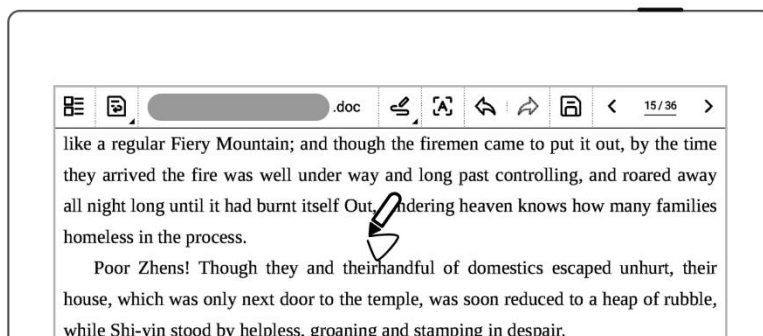 .doc
15/36
like a regular Fiery Mountain; and though the firemen came to put it out, by the time
they arrived the fire was well under way and long past controlling, and roared away
all night long until it had burnt itself Out, ndering heaven knows how many families
homeless in the process.
Poor Zhens! Though they and their handful of domestics escaped unhurt, their
house, which was only next door to the temple, was soon reduced to a heap of rubble,
while Shi-yin stood by helpless, groaning and stamping in despair.